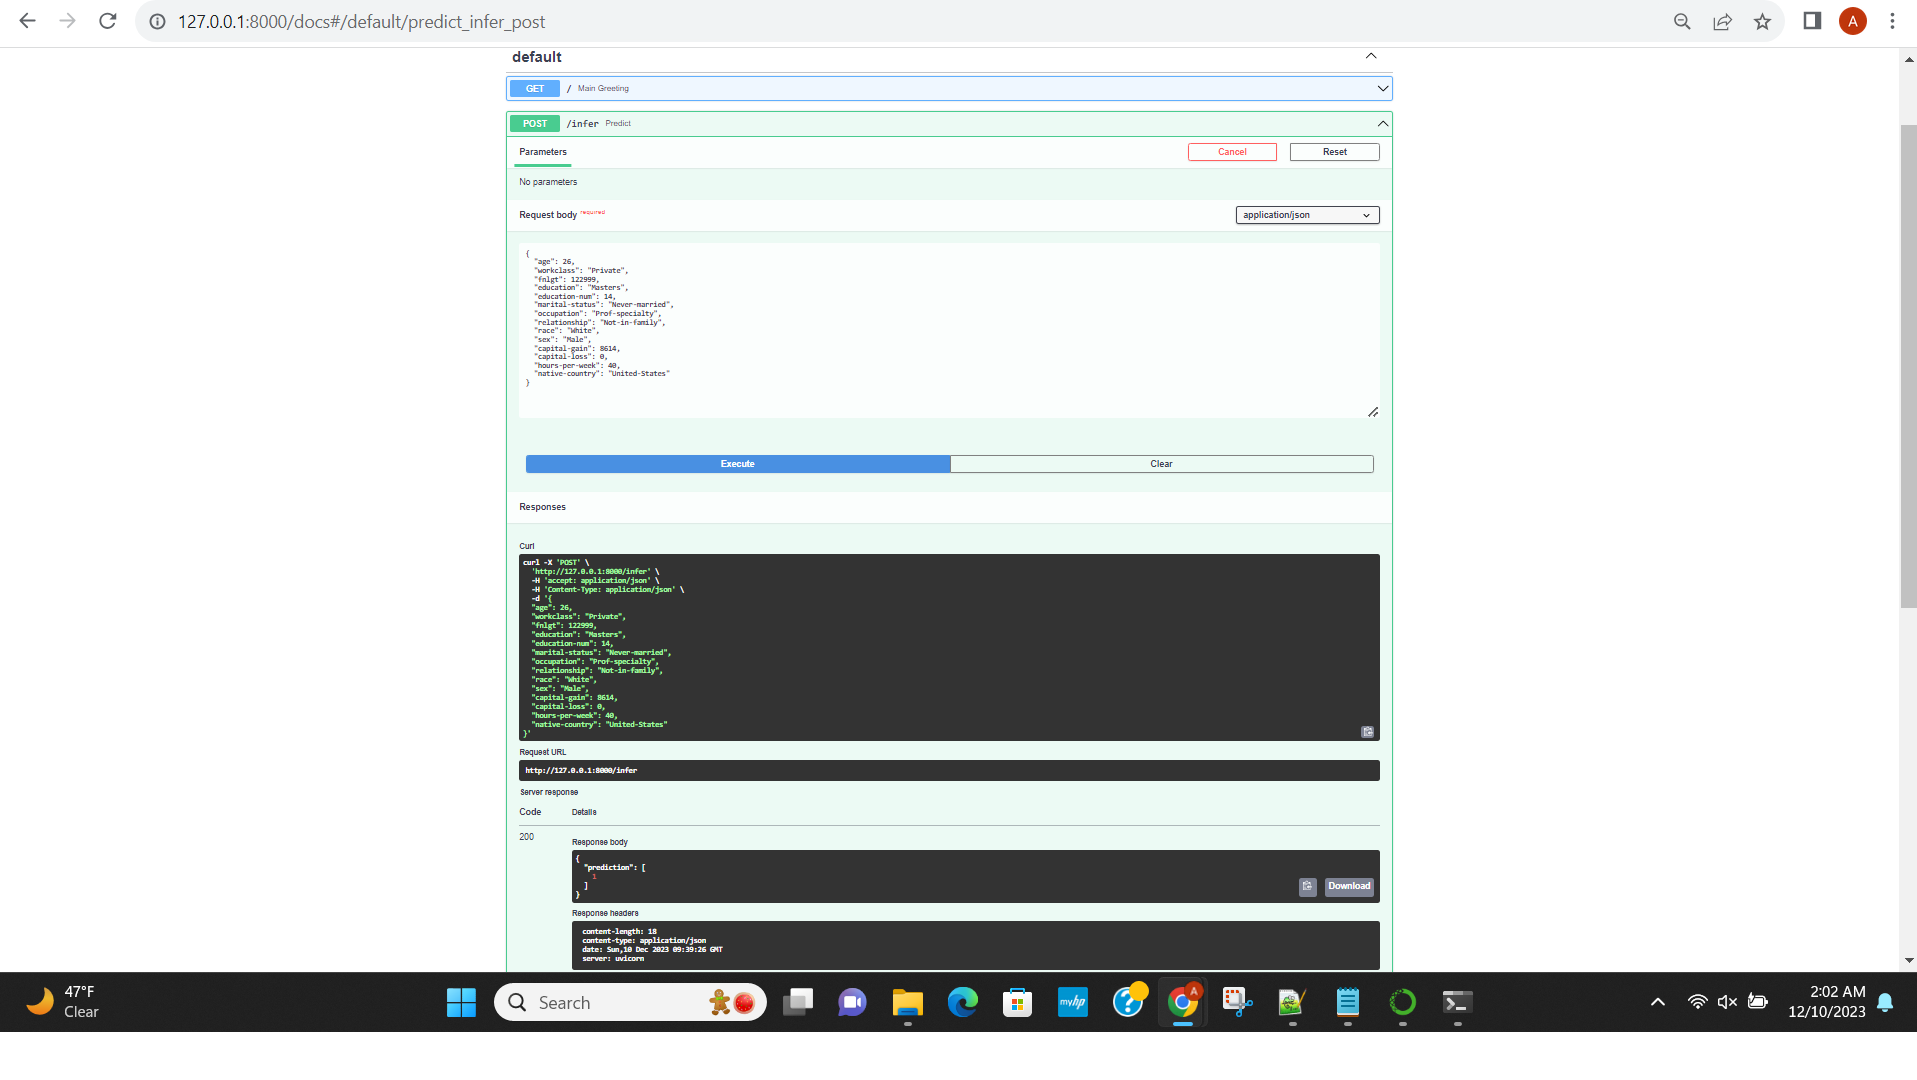 127.0.0.1:8000/docs#/default/predict_infer_post
A
default
GET / Main Greeting
POST /infer Predict
Parameters
Cancel
Reset
No parameters
Request body required
application/json
{
"age": 26,
"workclass": "Private",
"fnlgt": 122999,
"education": "Masters",
"education-num": 14,
"marital-status": "Never-married",
"occupation": "Prof-specialty",
"relationship": "Not-in-family",
"race": "White",
"sex": "Male",
"capital-gain": 8614,
"capital-loss": 0,
"hours-per-week": 40,
"native-country": "United-States"
}
Execute
Clear
Responses
Curl
curl -X 'POST' \
'http://127.0.0.1:8000/infer' \
-H 'accept: application/json' \
-H 'Content-Type: application/json' \
-d '{
"age": 26,
"workclass": "Private",
"fnlgt": 122999,
"education": "Masters",
"education-num": 14,
"marital-status": "Never-married",
"occupation": "Prof-specialty",
"relationship": "Not-in-family",
"race": "White",
"sex": "Male",
"capital-gain": 8614,
"capital-loss": 0,
"hours-per-week": 40,
"native-country": "United-States"
}'
Request URL
http://127.0.0.1:8000/infer
Server response
Code
Details
200
Response body
{
"prediction": [
1
]
}
Download
Response headers
content-length: 18
content-type: application/json
date: Sun,10 Dec 2023 09:39:26 GMT
server: uvicorn
47°F
Clear
Search
myhp
A
2:02 AM
12/10/2023